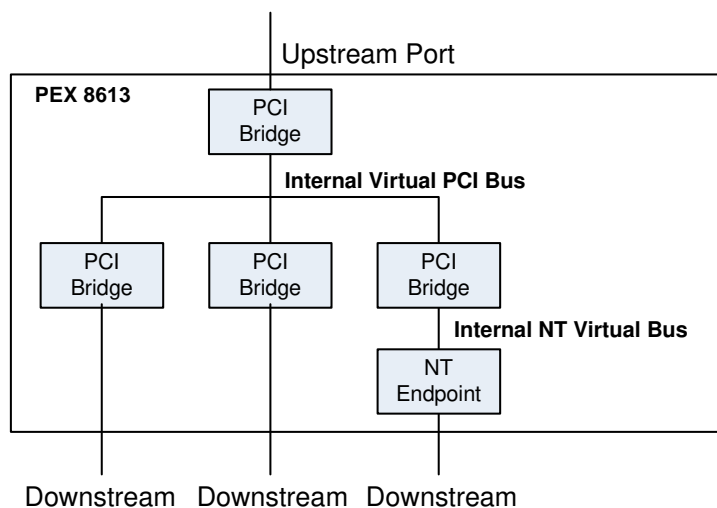 Upstream Port
PEX 8613
PCI
Bridge
Internal Virtual PCI Bus
PCI
Bridge
PCI
Bridge
PCI
Bridge
Internal NT Virtual Bus
NT
Endpoint
Downstream
Downstream
Downstream